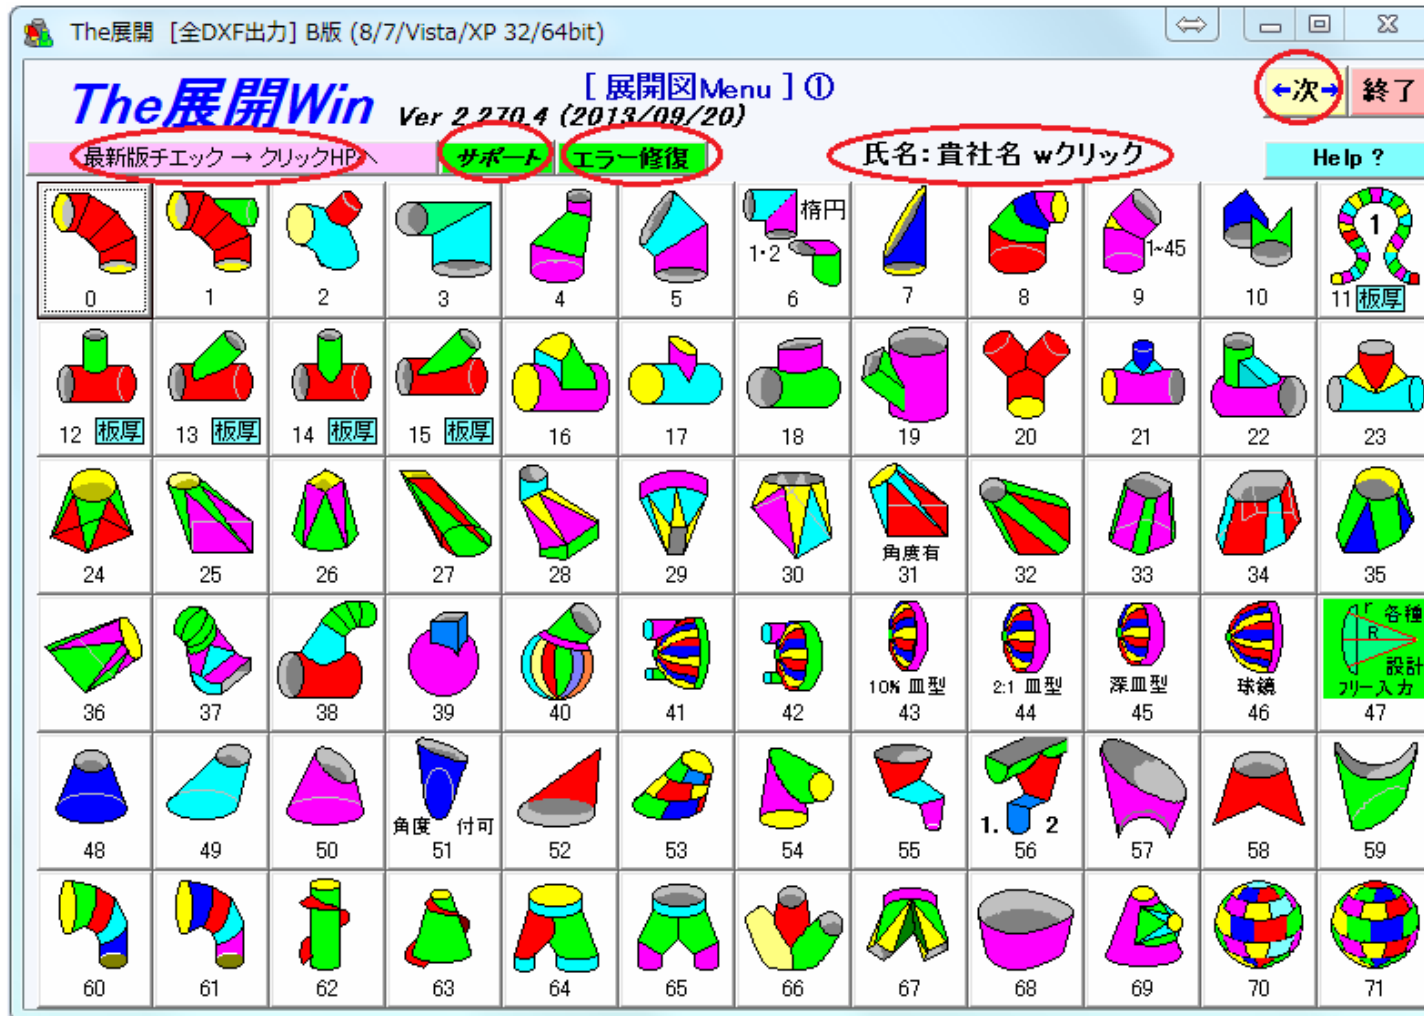 The展開 [全DXF出力] B版 (8/7/Vista/XP 32/64bit)
The展開Win Ver 2.270.4 (2013/09/20)
[ 展開図Menu ] ①
←次→ 終了
最新版チェック → クリックHPへ サポート エラー修復 氏名：貴社名 wクリック Help ?
楕円
1・2
1~45
1
0 1 2 3 4 5 6 7 8 9 10 11 板厚
12 板厚 13 板厚 14 板厚 15 板厚 16 17 18 19 20 21 22 23
角度有
24 25 26 27 28 29 30 31 32 33 34 35
r 各種
R
設計
10% 皿型 2:1 皿型 深皿型 球鏡 フリー入力
36 37 38 39 40 41 42 43 44 45 46 47
角度 付可 1. 2
48 49 50 51 52 53 54 55 56 57 58 59
60 61 62 63 64 65 66 67 68 69 70 71